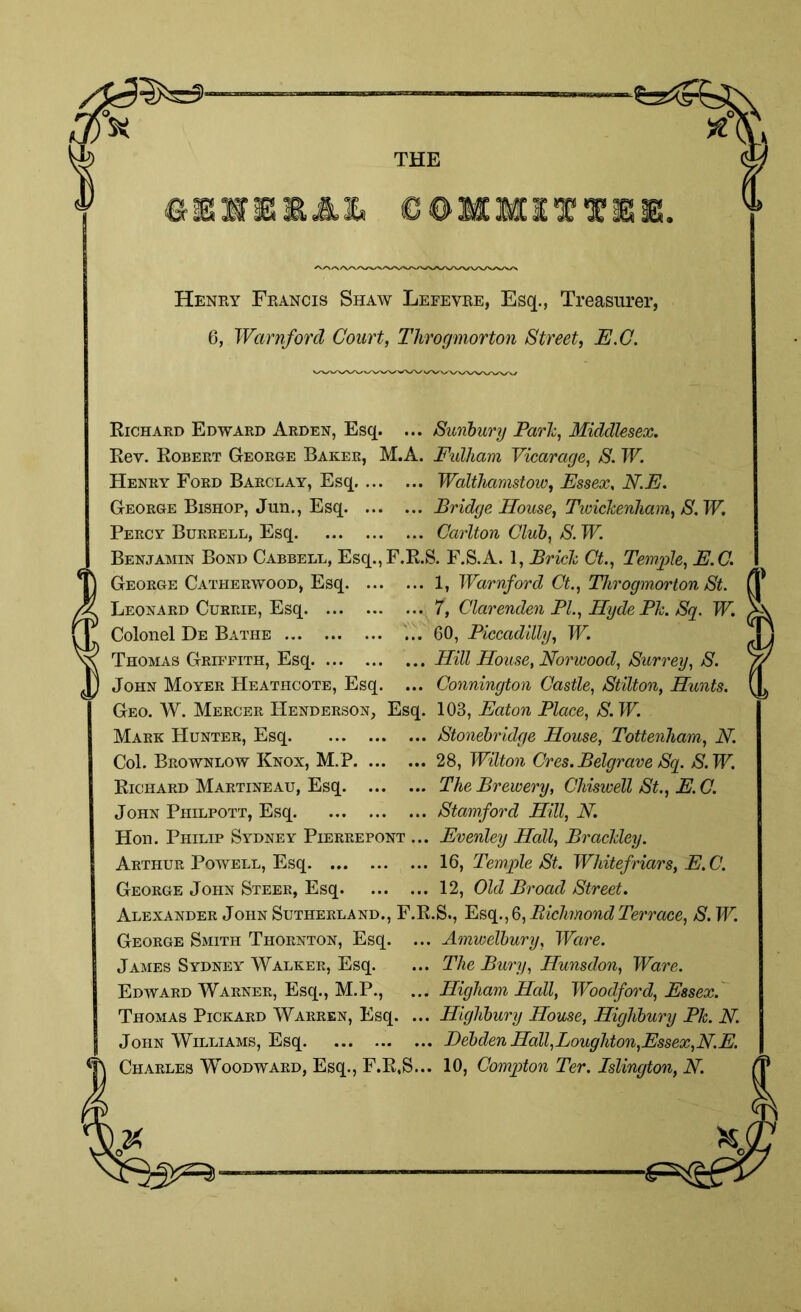 THE
GENERAL COMMITTEE.
HENRY FRANCIS SHAW LEFEVRE, Esq., Treasurer,
6, Warnford Court, Throgmorton Street, E.C.
RICHARD EDWARD ARDEN, Esq. ... Sunbury Park, Middlesex.
Rev. ROBERT GEORGE BAKER, M.A. Fulham Vicarage, S. W.
HENRY FORD BARCLAY, Esq. ... ... Walthamstow, Essex, N.E.
GEORGE BISHOP, Jun., Esq. ... ... Bridge House, Twickenham, S. W.
PERCY BURRELL, Esq. ... ... ... Carlton Club, S. W.
BENJAMIN BOND CABBELL, Esq., F.R.S. F.S.A. 1, Brick Ct., Temple, E.C.
GEORGE CATHERWOOD, Esq. ... ... 1, Warnford Ct., Throgmorton St.
LEONARD CURRIE, Esq. ... ... ... 7, Clarenden Pl., Hyde Pk. Sq. W.
Colonel DE BATHE ... ... ... ... 60, Piccadilly, W.
THOMAS GRIFFITH, Esq. ... ... ... Hill House, Norwood, Surrey, S.
JOHN MOYER HEATHCOTE, Esq. ... Connington Castle, Stilton, Hunts.
GEO. W. MERCER HENDERSON, Esq. 103, Eaton Place, S. W.
MARK HUNTER, Esq. ... ... ... Stonebridge House, Tottenham, N.
Col. BROWNLOW KNOX, M.P. ... ... 28, Wilton Cres. Belgrave Sq. S. W.
RICHARD MARTINEAU, Esq. ... ... The Brewery, Chiswell St., E. C.
JOHN PHILPOTT, Esq. ... ... ... Stamford Hill, N.
Hon. PHILIP SYDNEY PIERREPONT ... Evenley Hall, Brackley.
ARTHUR POWELL, Esq. ... ... ... 16, Temple St. Whitefriars, E. C.
GEORGE JOHN STEER, Esq. ... ... 12, Old Broad Street.
ALEXANDER JOHN SUTHERLAND., F.R.S., Esq., 6, Richmond Terrace, S. W.
GEORGE SMITH THORNTON, Esq. ... Amwelbury, Ware.
JAMES SYDNEY WALKER, Esq. ... The Bury, Hunsdon, Ware.
EDWARD WARNER, Esq., M.P., ... Higham Hall, Woodford, Essex.
THOMAS PICKARD WARREN, Esq. ... Highbury House, Highbury Pk. N.
JOHN WILLIAMS, Esq. ... ... ... Debden Hall, Loughton, Essex, N.E.
CHARLES WOODWARD, Esq., F.R.S... 10, Compton Ter. Islington, N.